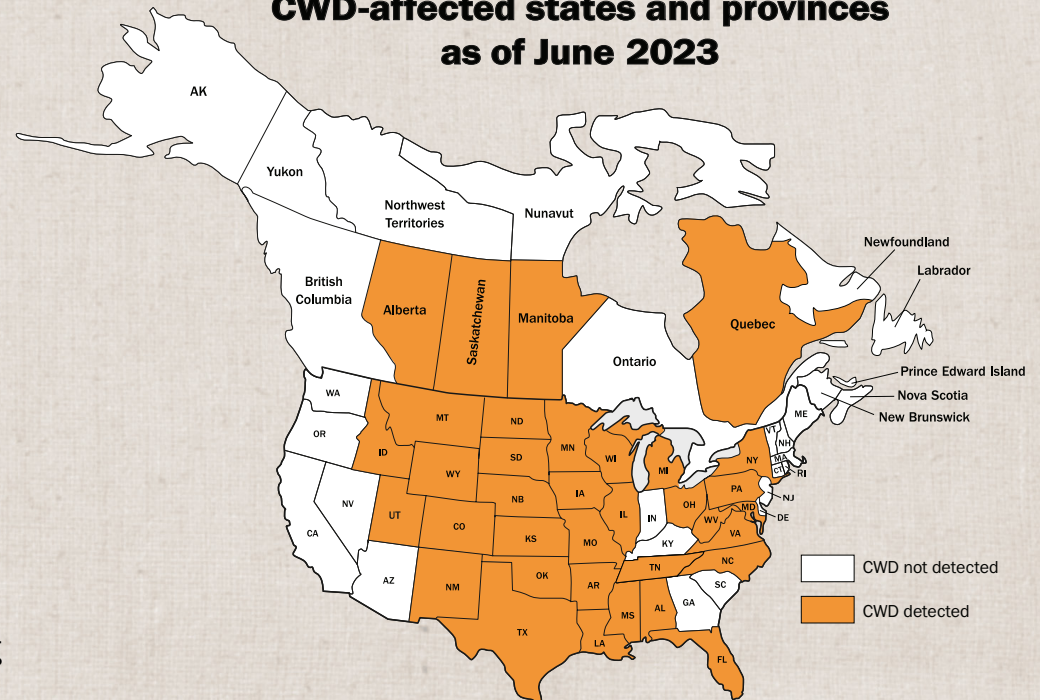 CWD-affected states and provinces
as of June 2023
AK
Yukon
Northwest
Territories
Nunavut
British
Columbia
Alberta
Saskatchewan
Manitoba
Ontario
Quebec
Newfoundland
Labrador
Prince Edward Island
Nova Scotia
New Brunswick
WA
OR
CA
NV
ID
MT
WY
UT
CO
AZ
NM
ND
SD
NB
KS
OK
TX
MN
IA
MO
AR
LA
WI
IL
MI
IN
OH
KY
TN
MS
AL
GA
FL
SC
NC
VA
WV
PA
NY
VT
NH
ME
MA
CT
RI
NJ
MD
DE
CWD not detected
CWD detected